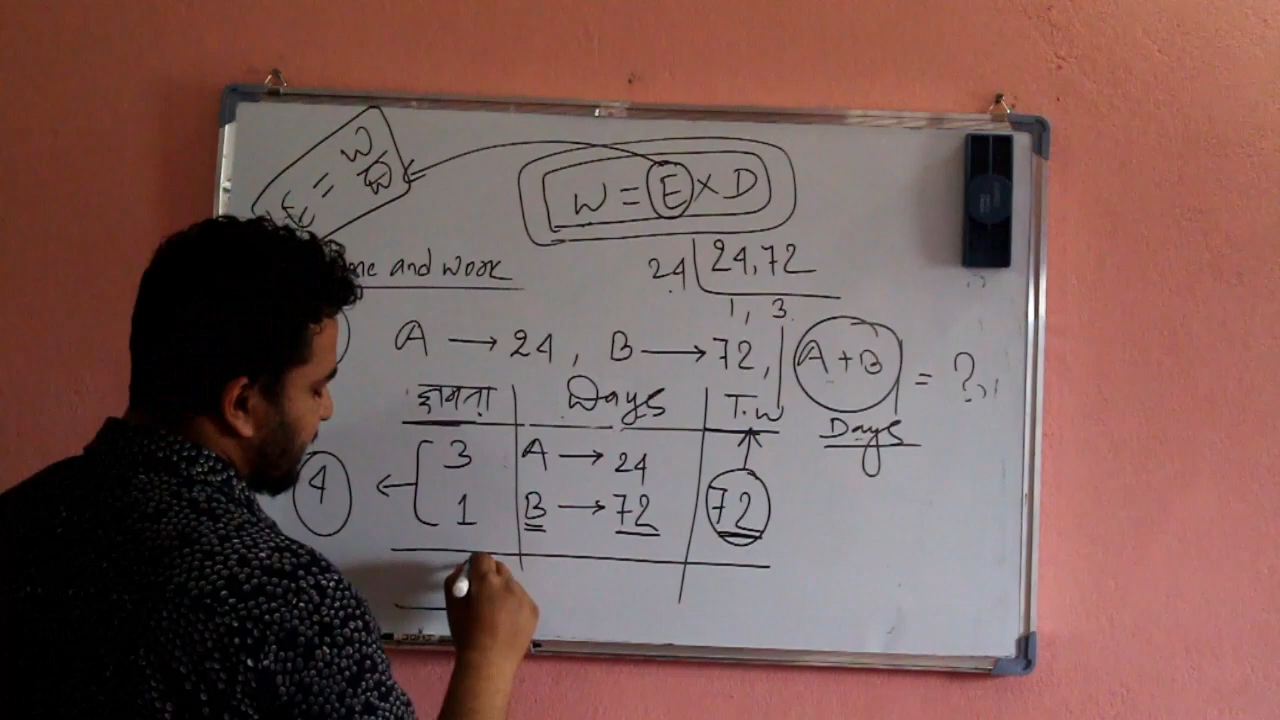 E = W/D
W = E × D
me and work
24 24, 72
1, 3
A → 24, B → 72, A + B = ?
Days
क्षमता Days T.W
3 A → 24
4 ← 1 B → 72 72